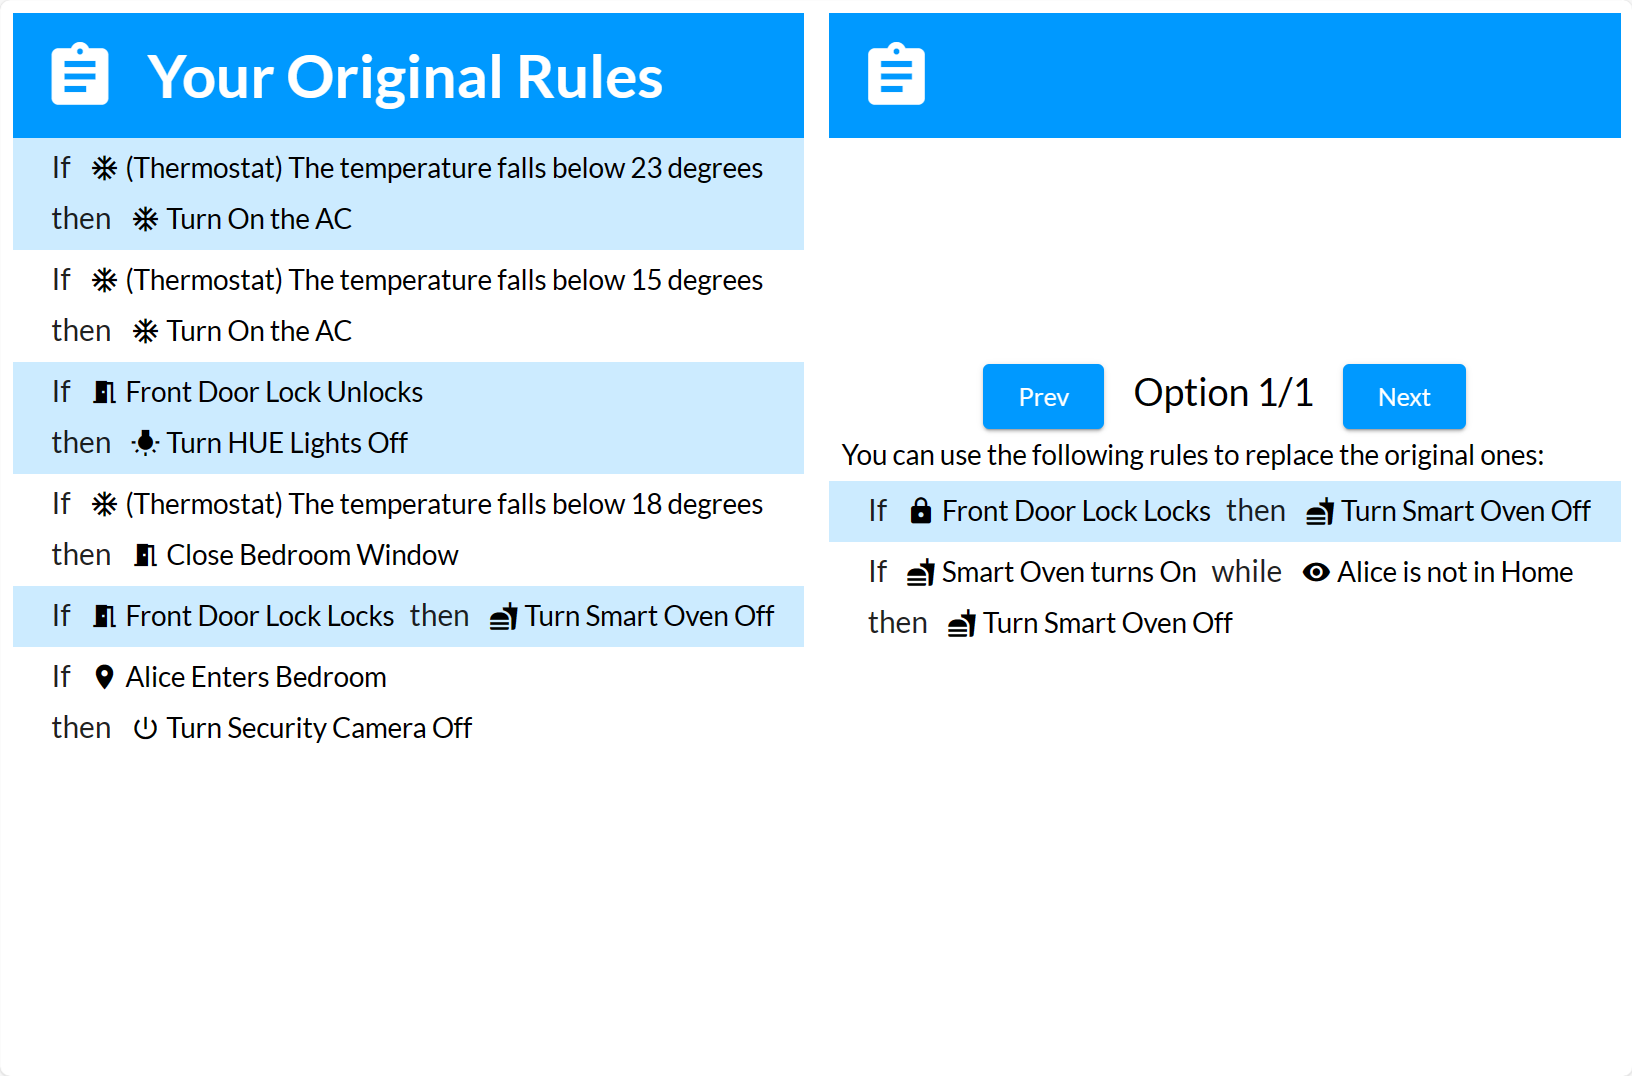 Your Original Rules
If (Thermostat) The temperature falls below 23 degrees
then Turn On the AC
If (Thermostat) The temperature falls below 15 degrees
then Turn On the AC
If Front Door Lock Unlocks
then Turn HUE Lights Off
If (Thermostat) The temperature falls below 18 degrees
then Close Bedroom Window
If Front Door Lock Locks then Turn Smart Oven Off
If Alice Enters Bedroom
then Turn Security Camera Off
Prev Option 1/1 Next
You can use the following rules to replace the original ones:
If Front Door Lock Locks then Turn Smart Oven Off
If Smart Oven turns On while Alice is not in Home
then Turn Smart Oven Off